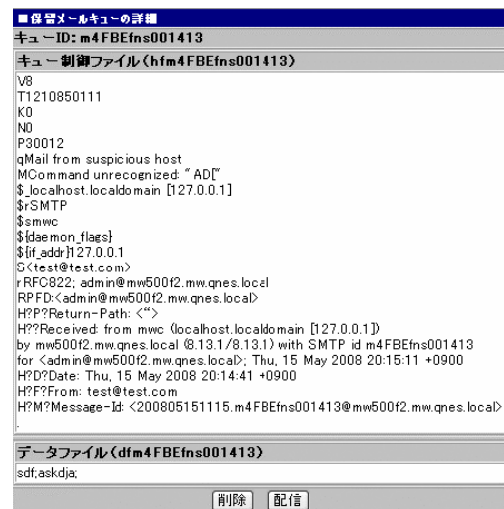 ■保留メールキューの詳細
キューID: m4FBEfns001413
キュー制御ファイル(hfm4FBEfns001413)
V8
T1210850111
K0
N0
P30012
qMail from suspicious host
MCommand unrecognized: "AD["
$_localhost.localdomain [127.0.0.1]
$rSMTP
$smwc
${daemon_flags}
${if_addr}127.0.0.1
S<test@test.com>
rRFC822; admin@mw500f2.mw.qnes.local
RPFD:<admin@mw500f2.mw.qnes.local>
H?P?Return-Path: <">
H??Received: from mwc (localhost.localdomain [127.0.0.1])
by mw500f2.mw.qnes.local (8.13.1/8.13.1) with SMTP id m4FBEfns001413
for <admin@mw500f2.mw.qnes.local>; Thu, 15 May 2008 20:15:11 +0900
H?D?Date: Thu, 15 May 2008 20:14:41 +0900
H?F?From: test@test.com
H?M?Message-Id: <200805151115.m4FBEfns001413@mw500f2.mw.qnes.local>
.
データファイル(dfm4FBEfns001413)
sdf;askdja;
削除 配信